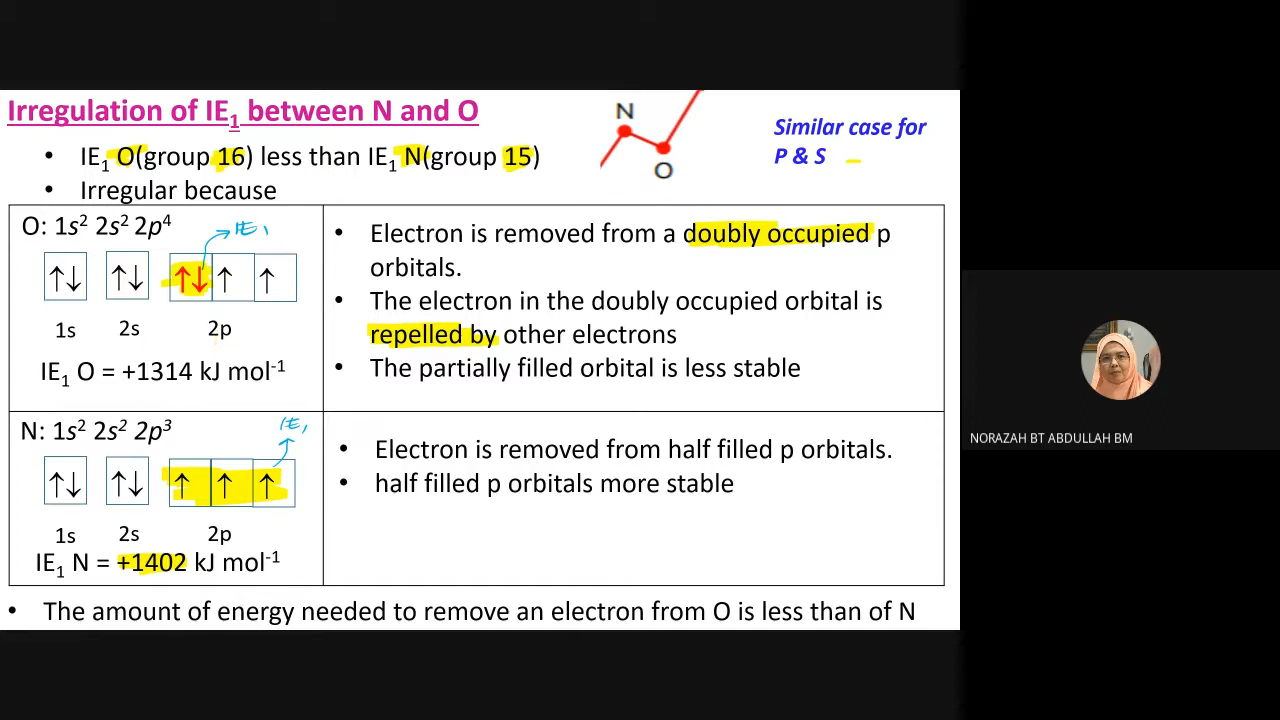 Irregulation of IE₁ between N and O
• IE₁ O(group 16) less than IE₁ N(group 15)
• Irregular because
N
O
Similar case for
P & S
O: 1s² 2s² 2p⁴
IE₁
↑↓ ↑↓ ↑↓ ↑ ↑
1s 2s 2p
IE₁ O = +1314 kJ mol⁻¹
• Electron is removed from a doubly occupied p
orbitals.
• The electron in the doubly occupied orbital is
repelled by other electrons
• The partially filled orbital is less stable
N: 1s² 2s² 2p³
IE₁
↑↓ ↑↓ ↑ ↑ ↑
1s 2s 2p
IE₁ N = +1402 kJ mol⁻¹
• Electron is removed from half filled p orbitals.
• half filled p orbitals more stable
• The amount of energy needed to remove an electron from O is less than of N
NORAZAH BT ABDULLAH BM